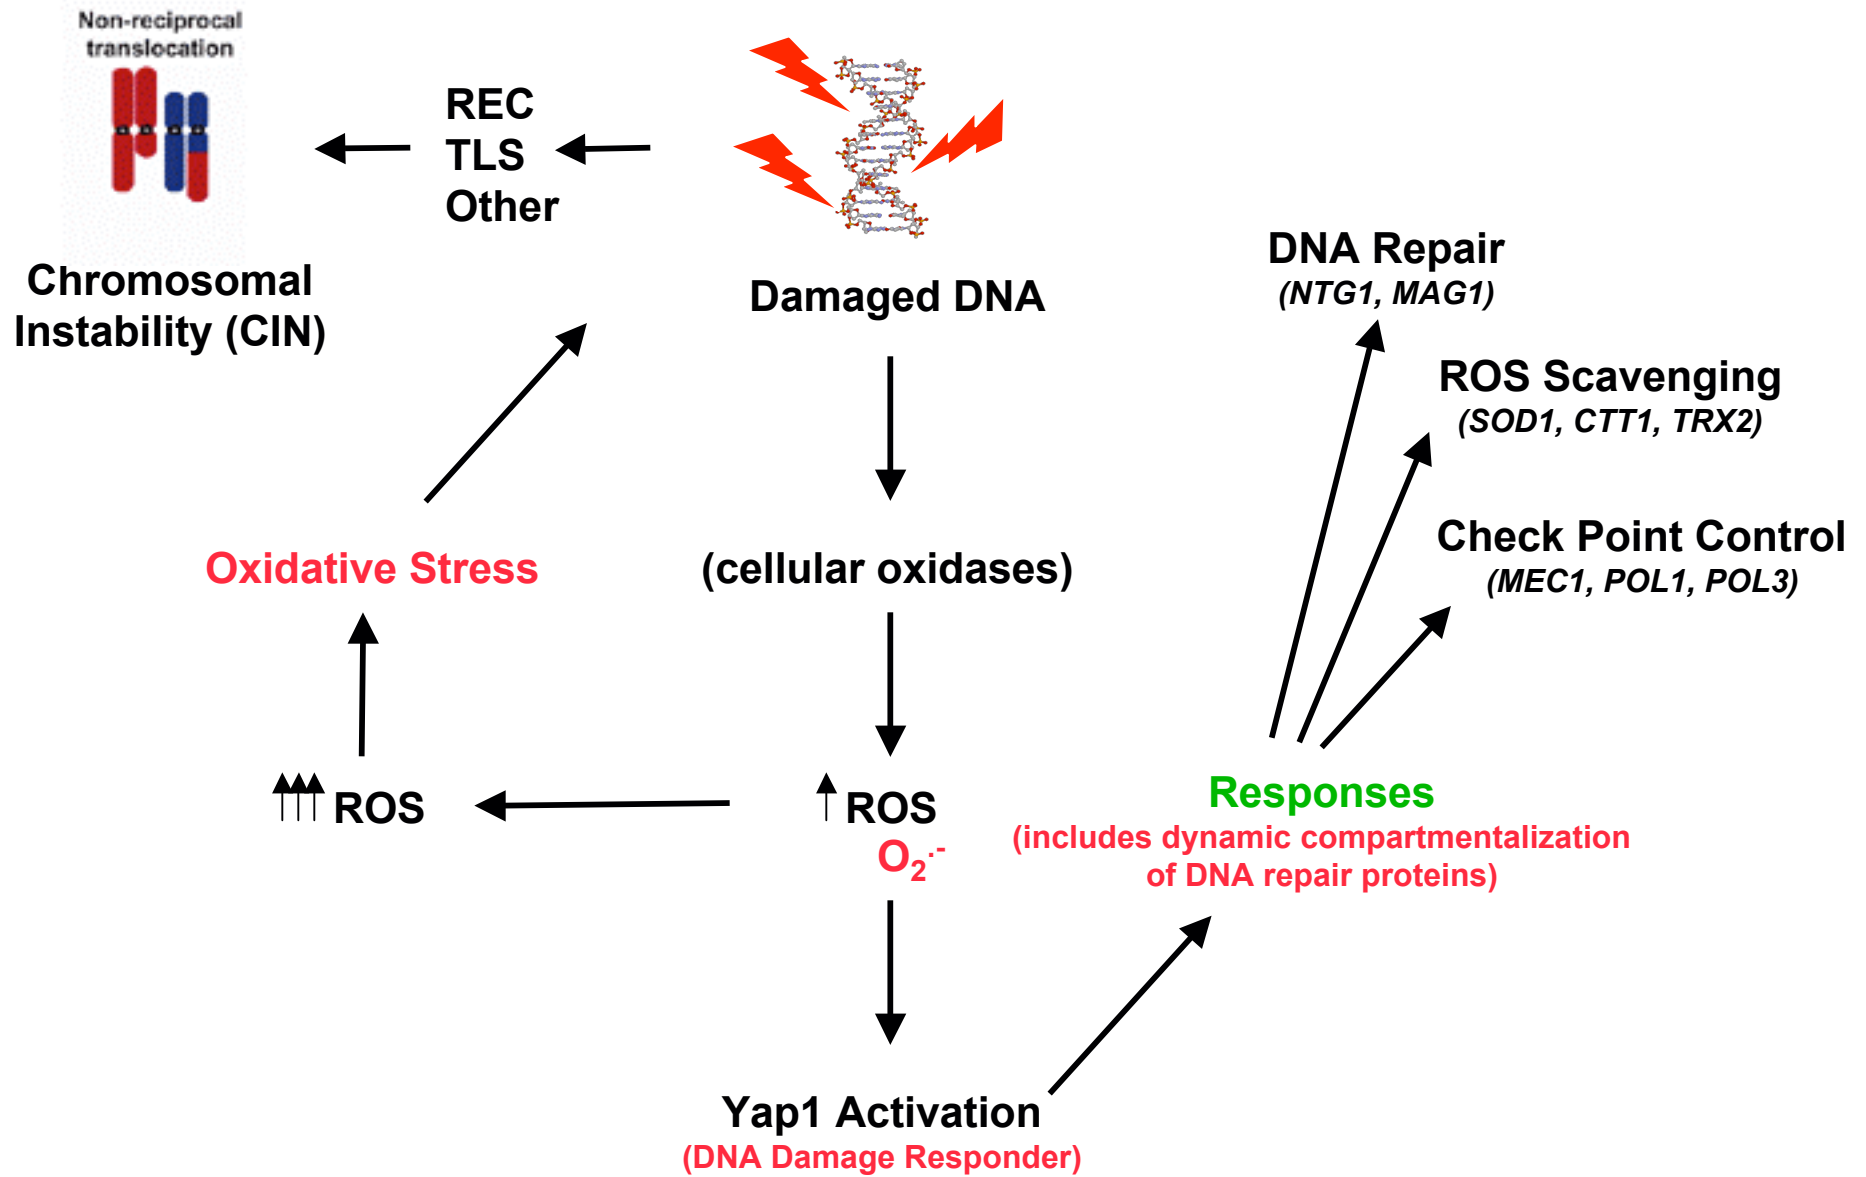 Non-reciprocal
translocation
REC
TLS
Other
Chromosomal
Instability (CIN)
Damaged DNA
DNA Repair
(NTG1, MAG1)
ROS Scavenging
(SOD1, CTT1, TRX2)
Check Point Control
(MEC1, POL1, POL3)
Oxidative Stress
(cellular oxidases)
↑↑↑ ROS
↑ ROS
O₂·-
Responses
(includes dynamic compartmentalization
of DNA repair proteins)
Yap1 Activation
(DNA Damage Responder)